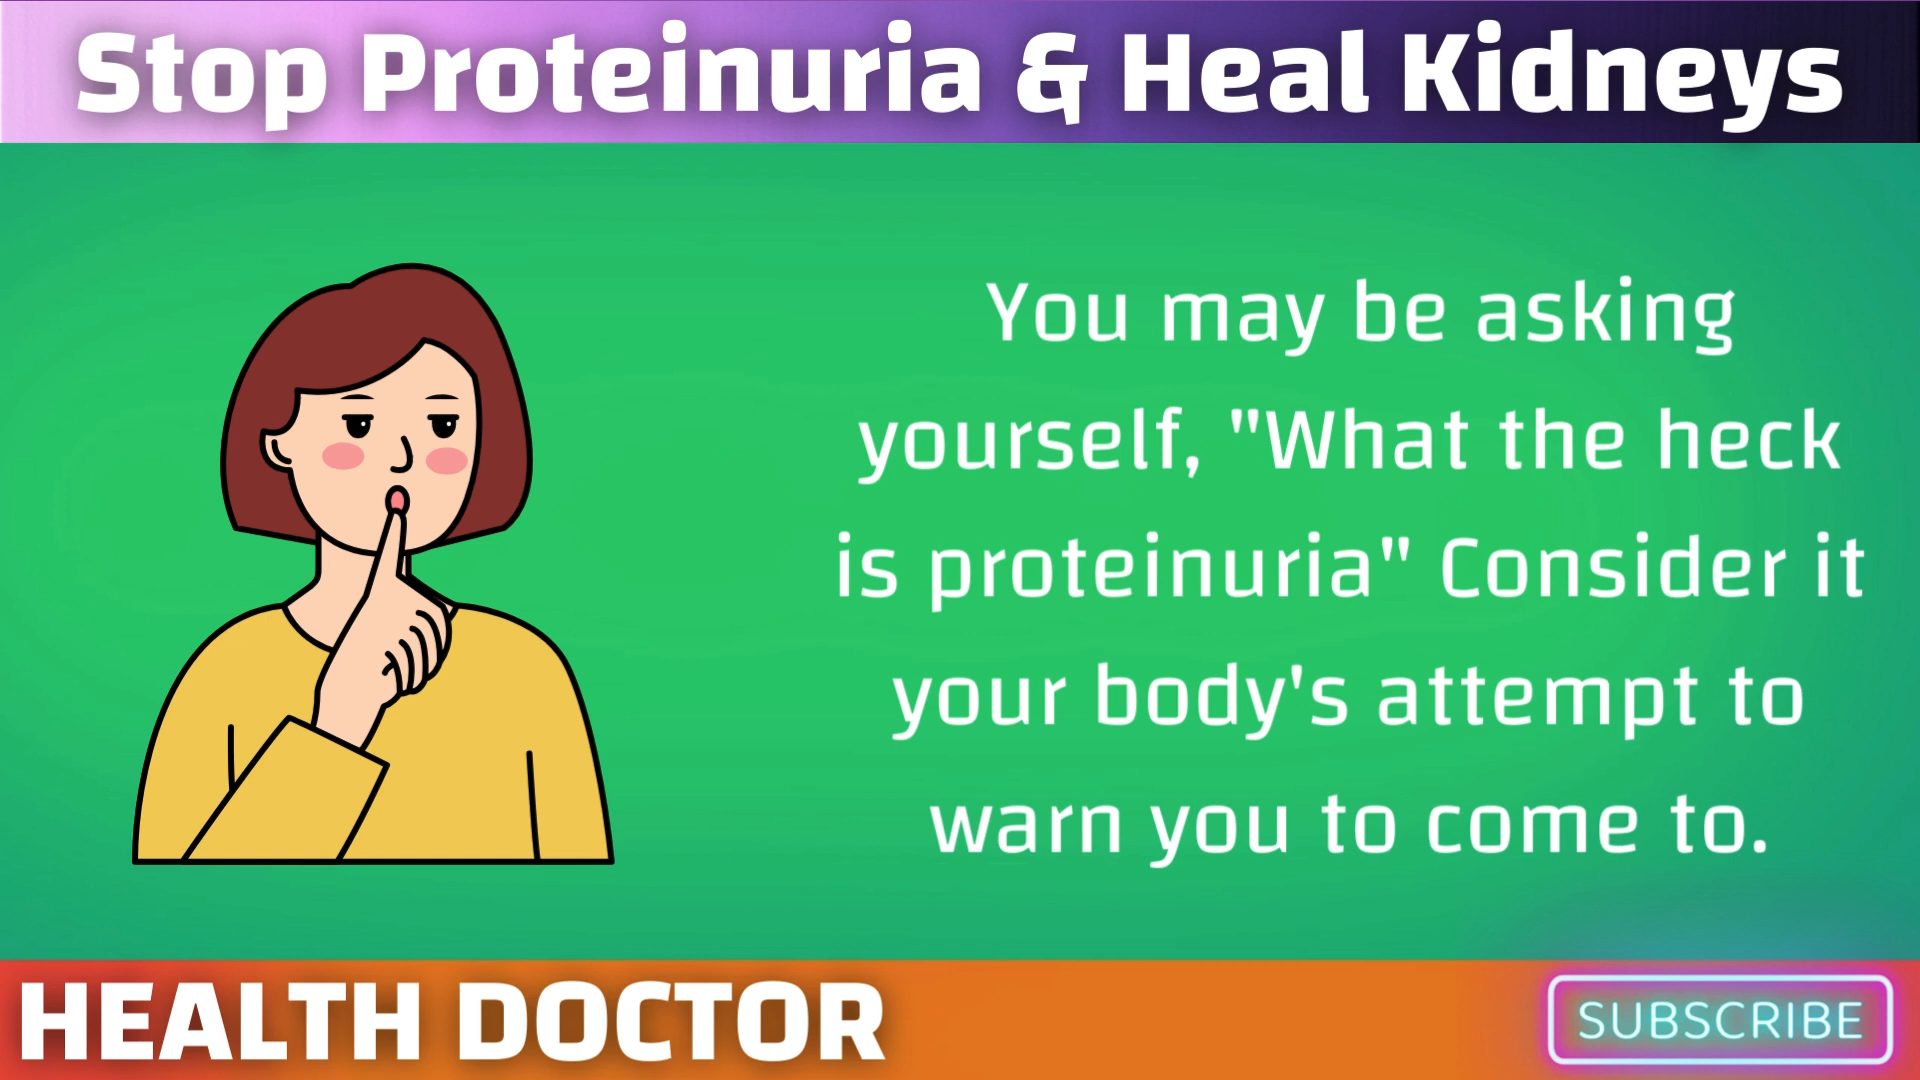 Stop Proteinuria & Heal Kidneys
You may be asking
yourself, "What the heck
is proteinuria" Consider it
your body's attempt to
warn you to come to.
HEALTH DOCTOR
SUBSCRIBE